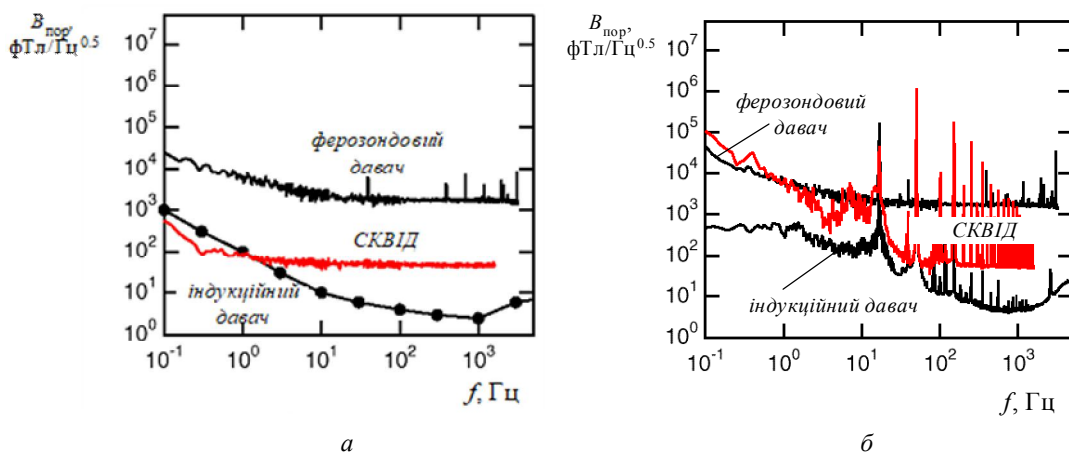 B пор,
фТл/Гц^0.5
10^7
10^6
10^5
10^4
10^3
10^2
10^1
10^0
ферозондовий
давач
СКВІД
індукційний
давач
10^-1
10^0
10^1
10^2
10^3
f, Гц
а
B пор,
фТл/Гц^0.5
10^7
10^6
10^5
10^4
10^3
10^2
10^1
10^0
ферозондовий
давач
СКВІД
індукційний давач
10^-1
10^0
10^1
10^2
10^3
f, Гц
б